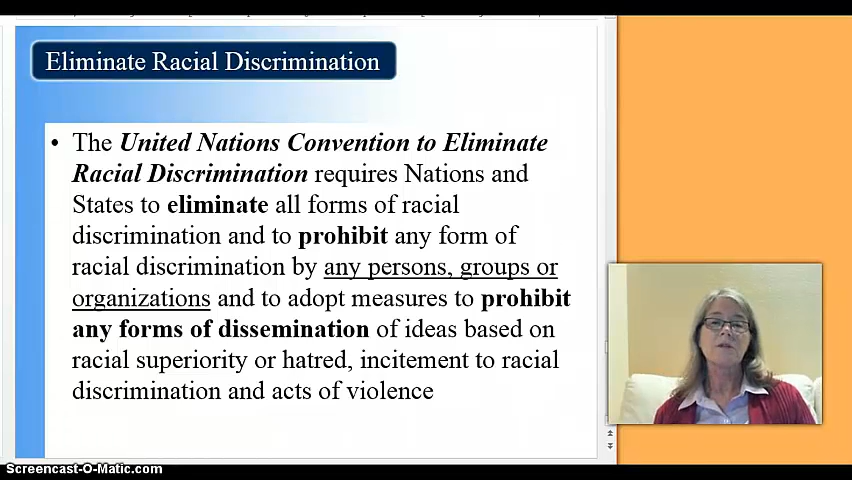 Eliminate Racial Discrimination
• The United Nations Convention to Eliminate
Racial Discrimination requires Nations and
States to eliminate all forms of racial
discrimination and to prohibit any form of
racial discrimination by any persons, groups or
organizations and to adopt measures to prohibit
any forms of dissemination of ideas based on
racial superiority or hatred, incitement to racial
discrimination and acts of violence
Screencast-O-Matic.com